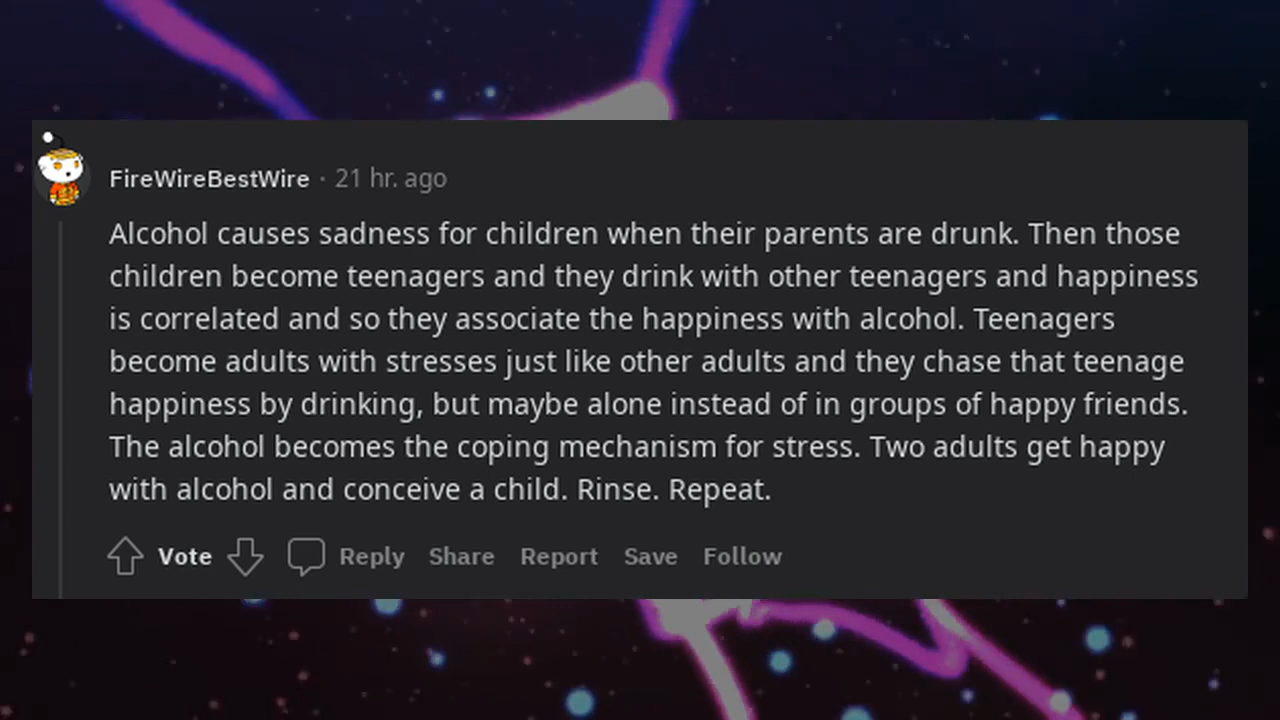 FireWireBestWire · 21 hr. ago
Alcohol causes sadness for children when their parents are drunk. Then those
children become teenagers and they drink with other teenagers and happiness
is correlated and so they associate the happiness with alcohol. Teenagers
become adults with stresses just like other adults and they chase that teenage
happiness by drinking, but maybe alone instead of in groups of happy friends.
The alcohol becomes the coping mechanism for stress. Two adults get happy
with alcohol and conceive a child. Rinse. Repeat.
Vote Reply Share Report Save Follow